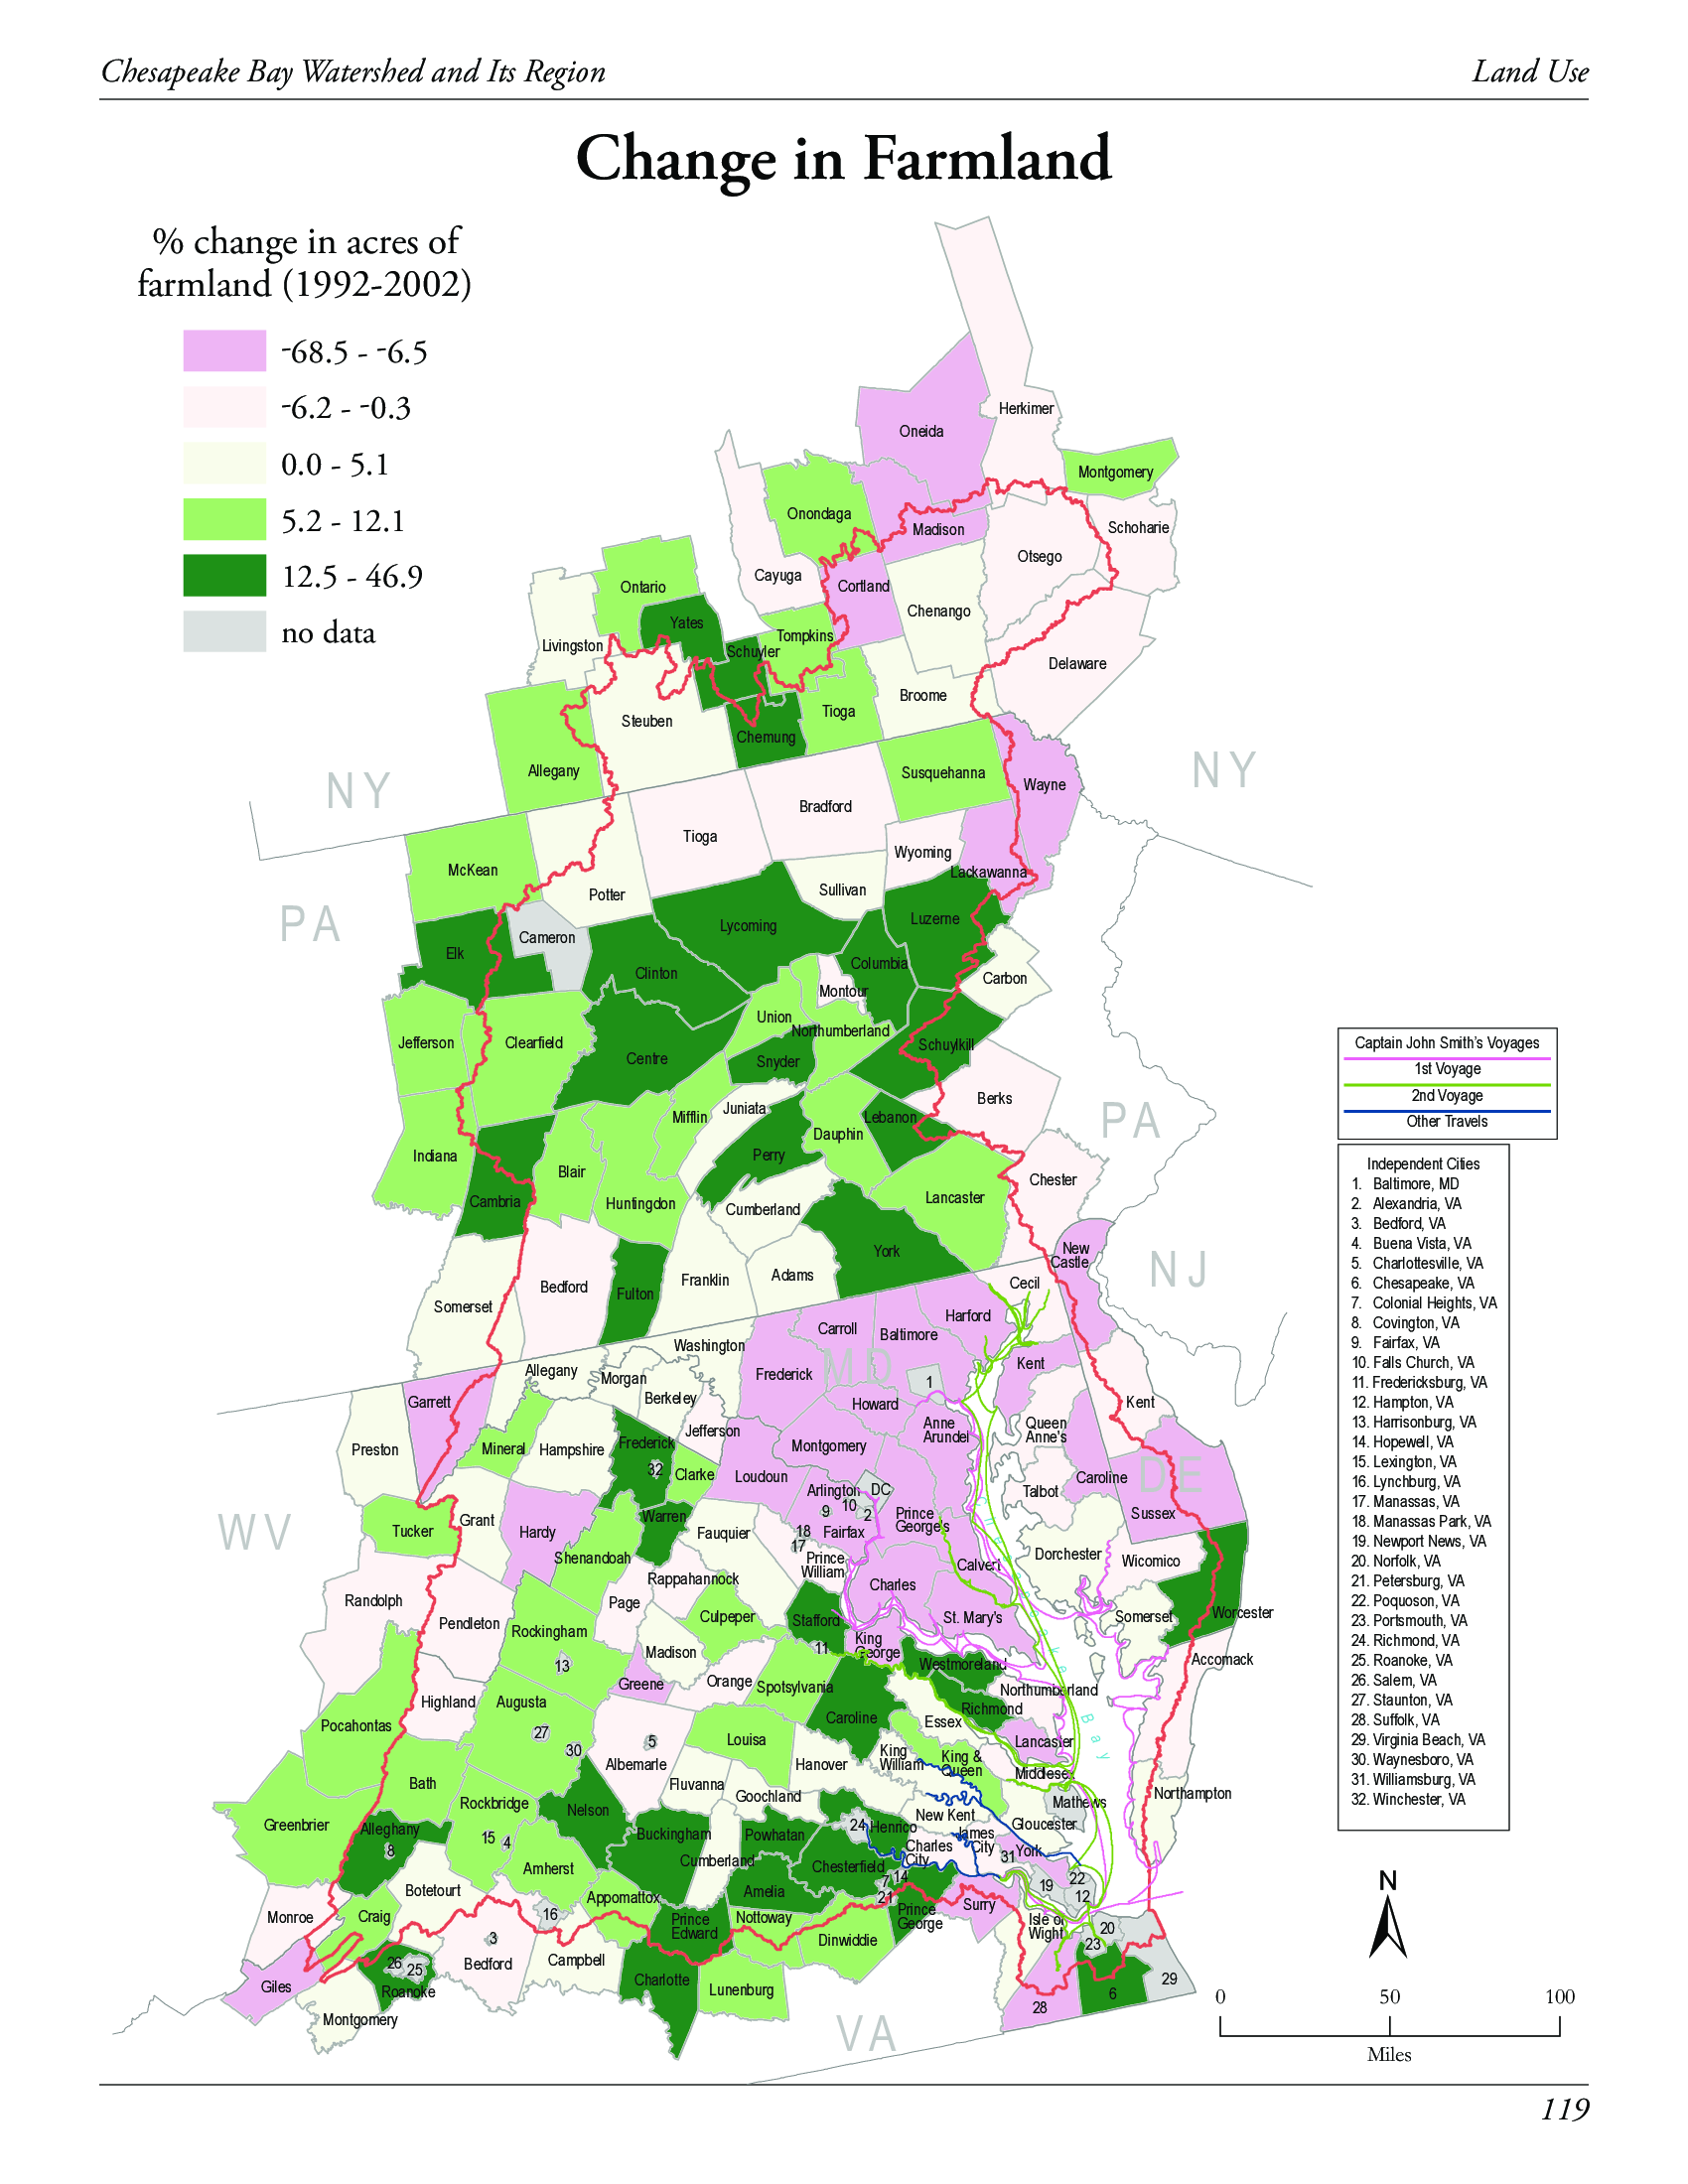 Chesapeake Bay Watershed and Its Region
Land Use
Change in Farmland
% change in acres of
farmland (1992-2002)
-68.5 - -6.5
-6.2 - -0.3
0.0 - 5.1
5.2 - 12.1
12.5 - 46.9
no data
Herkimer
Oneida
Montgomery
Onondaga
Madison
Schoharie
Otsego
Cayuga
Cortland
Ontario
Chenango
Yates
Tompkins
Livingston
Schuyler
Delaware
Broome
Steuben
Tioga
Chemung
Allegany
NY
NY
Susquehanna
Wayne
Bradford
Tioga
Wyoming
McKean
Lackawanna
Sullivan
Potter
PA
Lycoming
Luzerne
Cameron
Elk
Columbia
Clinton
Carbon
Montour
Union
Northumberland
Jefferson
Clearfield
Schuylkill
Centre
Snyder
Berks
Juniata
Mifflin
Lebanon
PA
Dauphin
Indiana
Perry
Blair
Chester
Cambria
Huntingdon
Lancaster
Cumberland
York
New
Castle
NJ
Adams
Franklin
Bedford
Fulton
Cecil
Somerset
Harford
Carroll
Baltimore
Washington
MD
Kent
Allegany
Morgan
Frederick
1
Berkeley
Garrett
Howard
Kent
Queen
Anne's
Anne
Arundel
Jefferson
Frederick
Preston
Mineral
Hampshire
Montgomery
32
Clarke
Loudoun
Caroline
DE
Talbot
Arlington
DC
10
9
2
Sussex
Warren
Prince
George's
Grant
WV
Tucker
Hardy
Fauquier
18
Fairfax
17
Shenandoah
Prince
William
Dorchester
Wicomico
Calvert
Rappahannock
Charles
Randolph
Page
Culpeper
Stafford
St. Mary's
Somerset
Worcester
Pendleton
Rockingham
11
King
George
Madison
Accomack
Westmoreland
13
Greene
Orange
Spotsylvania
Northumberland
Highland
Augusta
Richmond
Caroline
Essex
Pocahontas
27
5
Louisa
Lancaster
30
Albemarle
Hanover
King
William
King &
Queen
Chesapeake Bay
Bath
Fluvanna
Middlesex
Goochland
Northampton
Rockbridge
Nelson
Mathews
Greenbrier
Alleghany
New Kent
Gloucester
24
Henrico
15
4
Buckingham
Powhatan
James
City
8
Charles
City
31
York
Cumberland
Chesterfield
Amherst
14
22
7
19
Botetourt
Amelia
21
12
Appomattox
Surry
Monroe
Craig
16
Prince
Edward
Nottoway
Prince
George
Isle of
Wight
20
3
Dinwiddie
23
26
25
Bedford
Campbell
Giles
Roanoke
Charlotte
Lunenburg
29
6
28
Montgomery
VA
Captain John Smith's Voyages
1st Voyage
2nd Voyage
Other Travels
Independent Cities
1. Baltimore, MD
2. Alexandria, VA
3. Bedford, VA
4. Buena Vista, VA
5. Charlottesville, VA
6. Chesapeake, VA
7. Colonial Heights, VA
8. Covington, VA
9. Fairfax, VA
10. Falls Church, VA
11. Fredericksburg, VA
12. Hampton, VA
13. Harrisonburg, VA
14. Hopewell, VA
15. Lexington, VA
16. Lynchburg, VA
17. Manassas, VA
18. Manassas Park, VA
19. Newport News, VA
20. Norfolk, VA
21. Petersburg, VA
22. Poquoson, VA
23. Portsmouth, VA
24. Richmond, VA
25. Roanoke, VA
26. Salem, VA
27. Staunton, VA
28. Suffolk, VA
29. Virginia Beach, VA
30. Waynesboro, VA
31. Williamsburg, VA
32. Winchester, VA
N
0
50
100
Miles
119